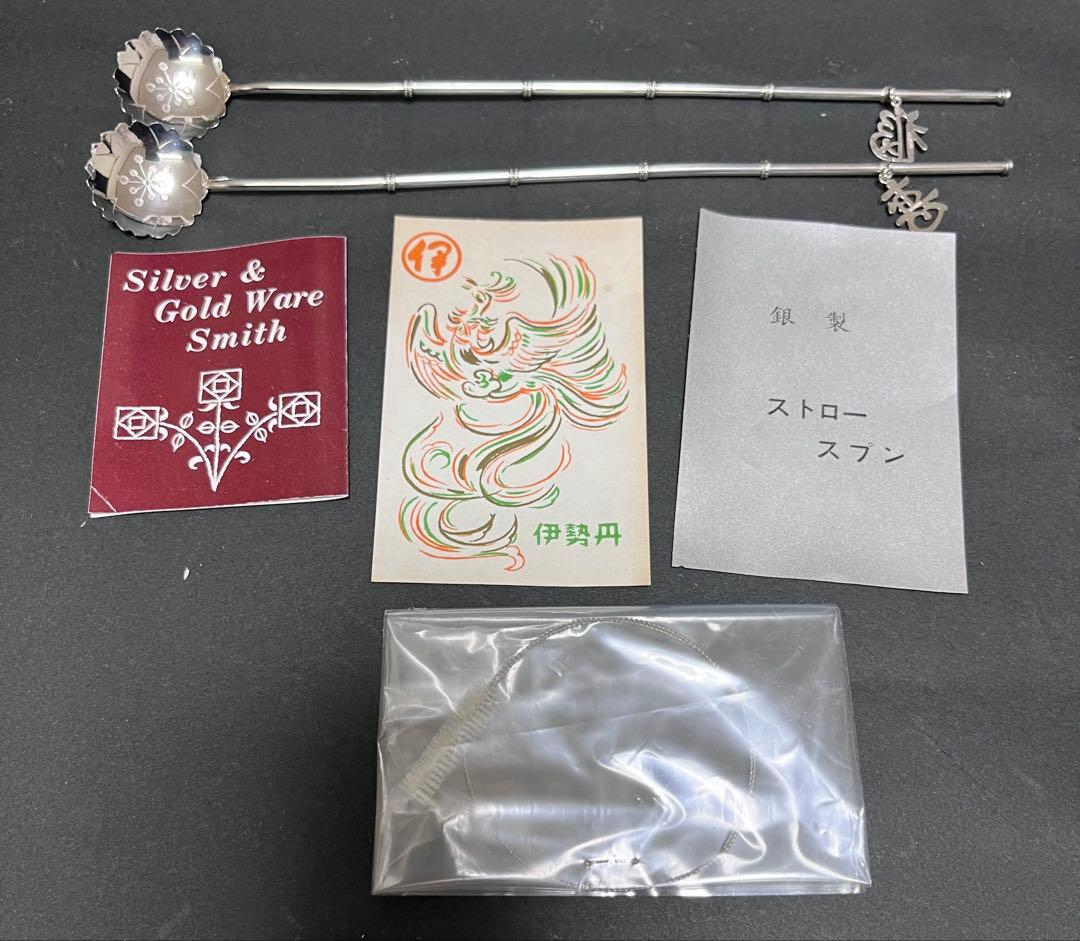 Silver &
Gold Ware
Smith
伊
伊勢丹
銀製
ストロー
スプン